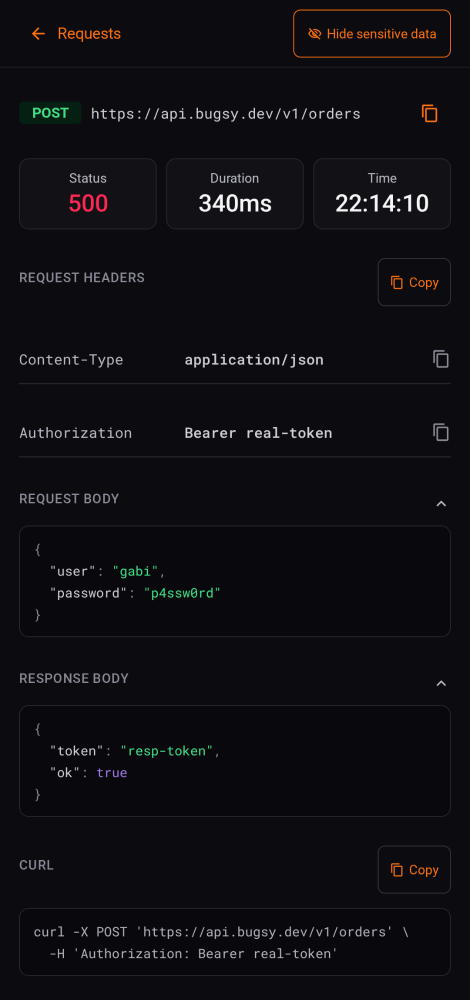 Requests
Hide sensitive data
POST https://api.bugsy.dev/v1/orders
Status
500
Duration
340ms
Time
22:14:10
REQUEST HEADERS
Copy
Content-Type application/json
Authorization Bearer real-token
REQUEST BODY
{
  "user": "gabi",
  "password": "p4ssw0rd"
}
RESPONSE BODY
{
  "token": "resp-token",
  "ok": true
}
CURL
Copy
curl -X POST 'https://api.bugsy.dev/v1/orders' \
  -H 'Authorization: Bearer real-token'